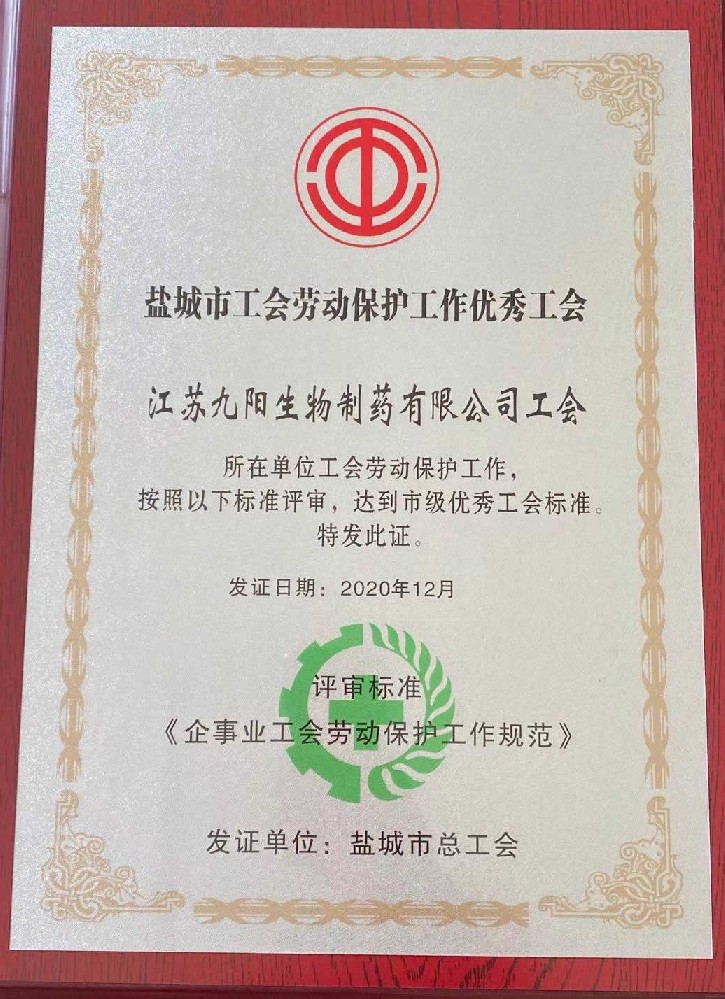 盐城市工会劳动保护工作优秀工会
江苏九阳生物制药有限公司工会
所在单位工会劳动保护工作，
按照以下标准评审，达到市级优秀工会标准。
特发此证。
发证日期：2020年12月
评审标准
《企事业工会劳动保护工作规范》
发证单位：盐城市总工会